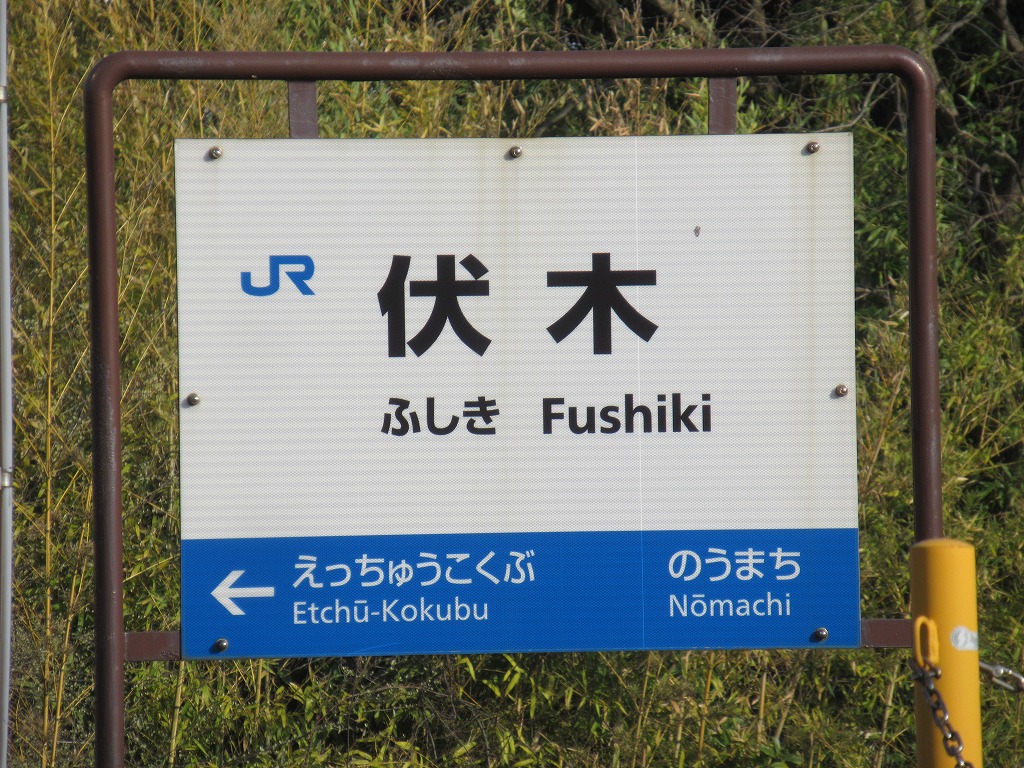 JR 伏木
ふしき Fushiki
← えっちゅうこくぶ のうまち
Etchū-Kokubu Nōmachi